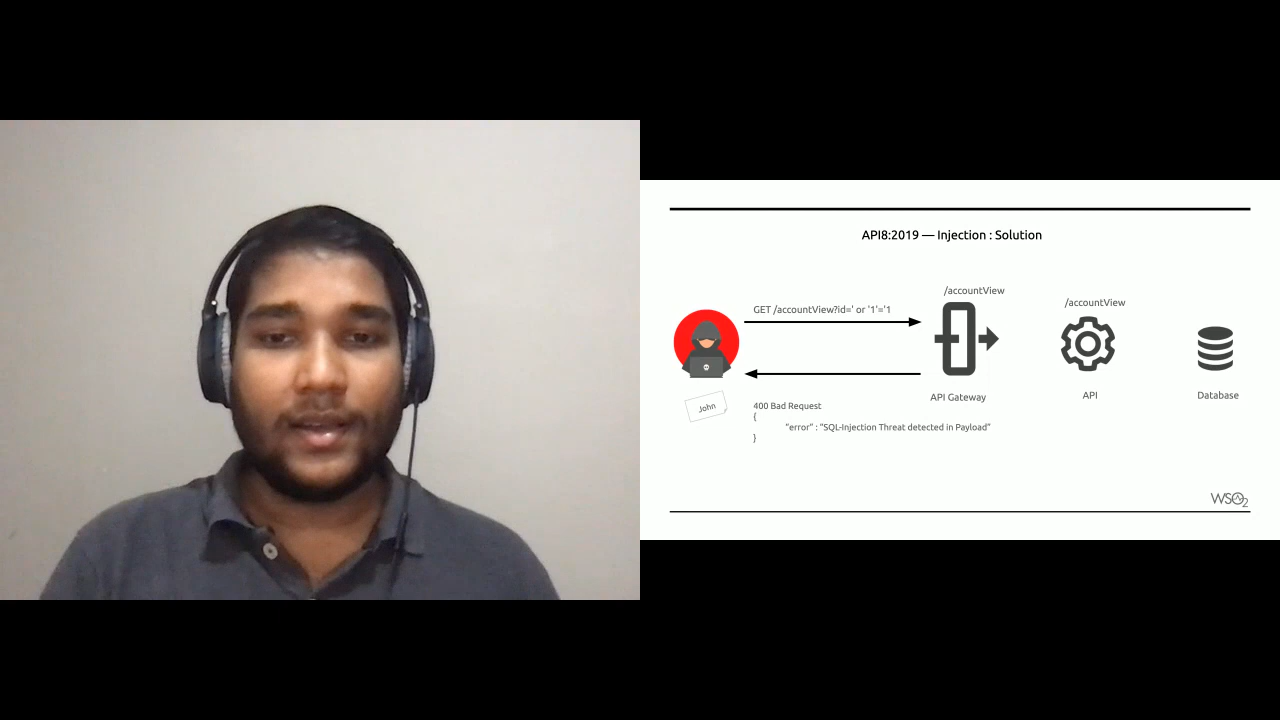 API8:2019 — Injection : Solution
/accountView
/accountView
GET /accountView?id=' or '1'='1
API Gateway
API
Database
John
400 Bad Request
{
"error" : "SQL-Injection Threat detected in Payload"
}
WSO2